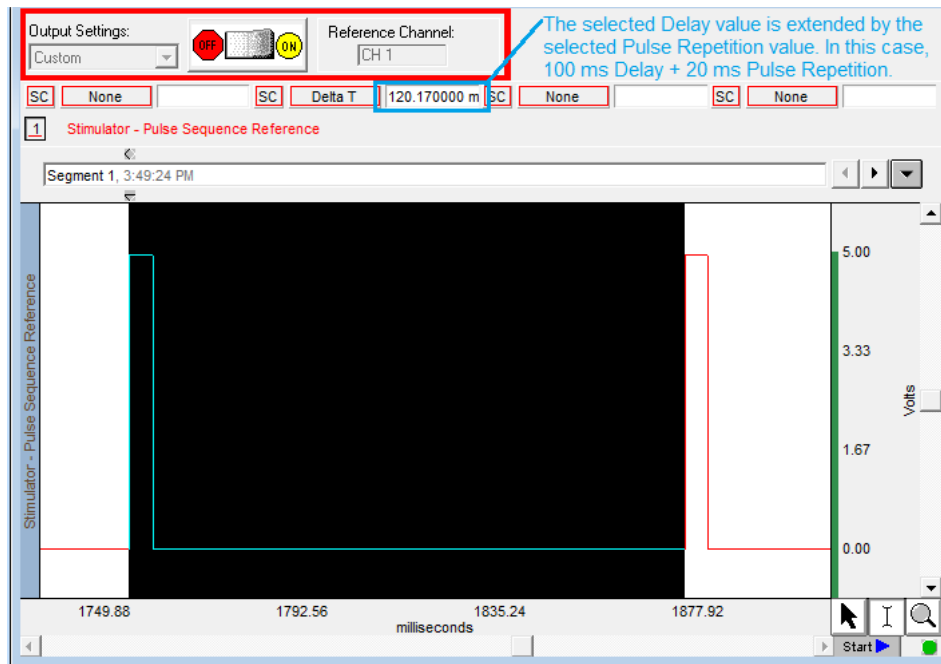 Output Settings:
Custom
OFF
ON
Reference Channel:
CH 1
The selected Delay value is extended by the
selected Pulse Repetition value. In this case,
100 ms Delay + 20 ms Pulse Repetition.
SC None SC Delta T 120.170000 m SC None SC None
1 Stimulator - Pulse Sequence Reference
Segment 1, 3:49:24 PM
Stimulator - Pulse Sequence Reference
5.00
3.33
1.67
0.00
Volts
1749.88 1792.56 1835.24 1877.92
milliseconds
Start